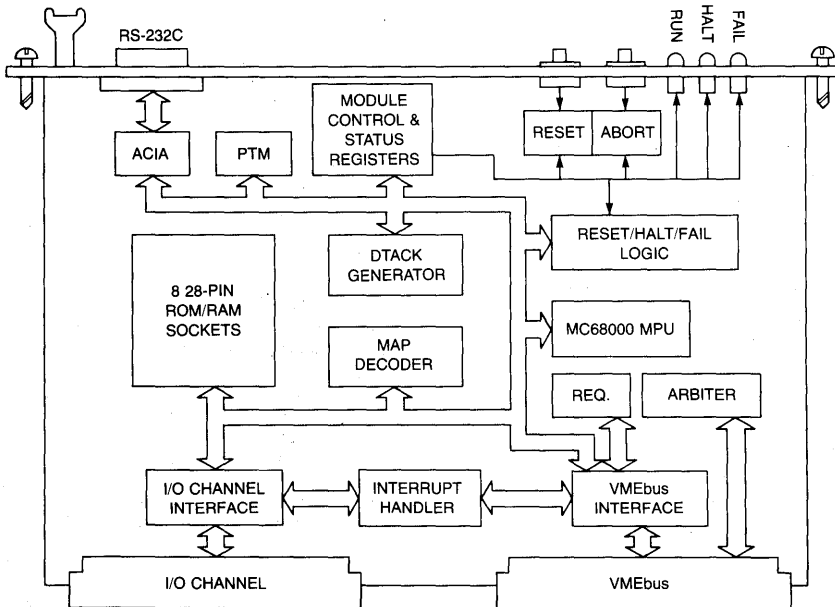 RS-232C
RUN
HALT
FAIL
MODULE
CONTROL &
STATUS
REGISTERS
RESET
ABORT
ACIA
PTM
RESET/HALT/FAIL
LOGIC
DTACK
GENERATOR
8 28-PIN
ROM/RAM
SOCKETS
MC68000 MPU
MAP
DECODER
REQ.
ARBITER
I/O CHANNEL
INTERFACE
INTERRUPT
HANDLER
VMEbus
INTERFACE
I/O CHANNEL
VMEbus